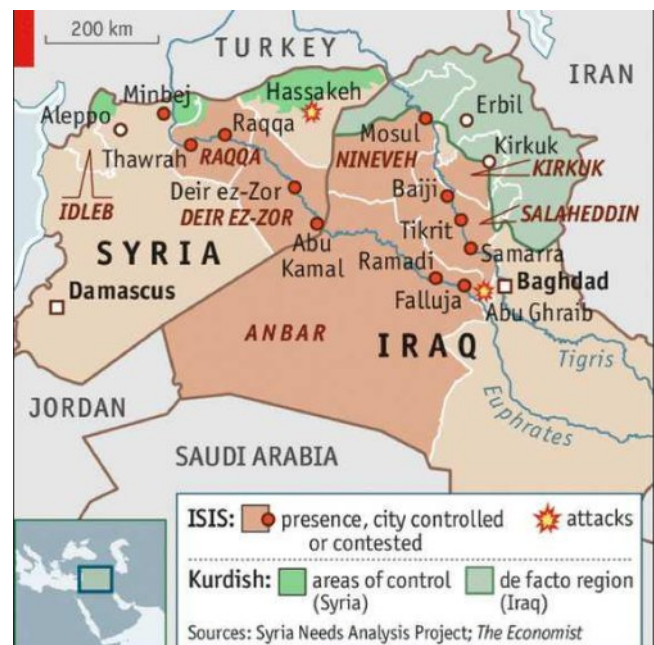 200 km
TURKEY
IRAN
Minbej
Hassakeh
Aleppo
Erbil
Raqqa
Mosul
Thawrah
RAQQA
NINEVEH
Kirkuk
KIRKUK
Deir ez-Zor
Baiji
IDLEB
DEIR EZ-ZOR
SALAHEDDIN
Tikrit
SYRIA
Abu
Kamal
Samarra
Ramadi
Damascus
Baghdad
Falluja
Abu Ghraib
ANBAR
IRAQ
Tigris
JORDAN
Euphrates
SAUDI ARABIA
ISIS: presence, city controlled
or contested
attacks
Kurdish: areas of control
(Syria)
de facto region
(Iraq)
Sources: Syria Needs Analysis Project; The Economist